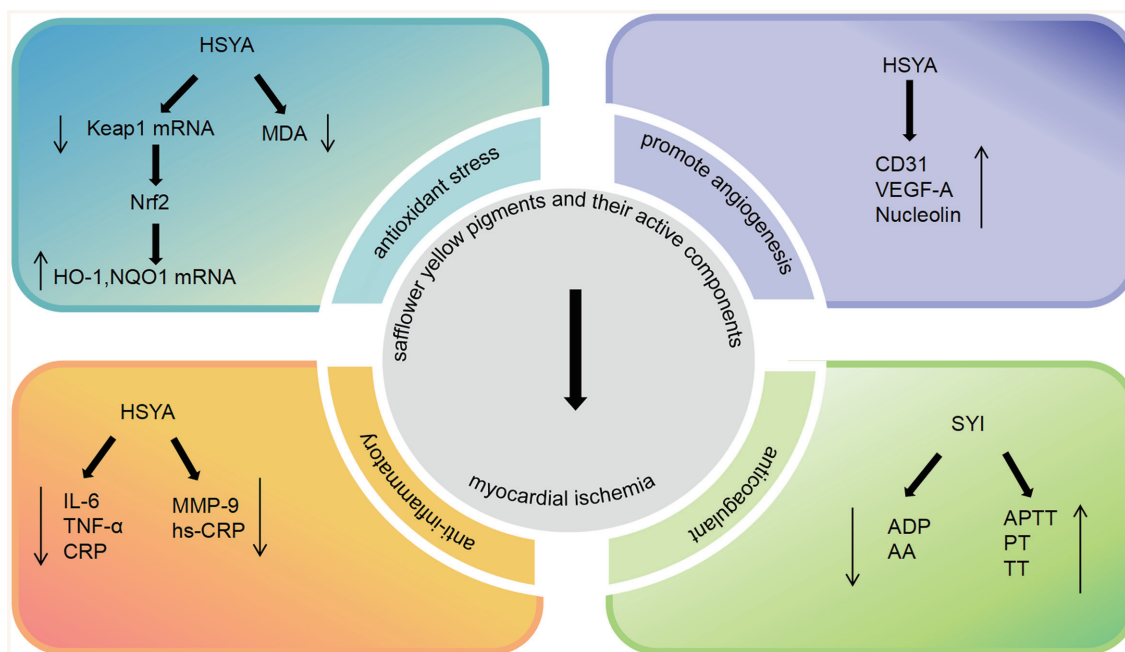 HSYA
Keap1 mRNA
MDA
Nrf2
HO-1,NQO1 mRNA
antioxidant stress
HSYA
CD31
VEGF-A
Nucleolin
promote angiogenesis
safflower yellow pigments and their active components
myocardial ischemia
HSYA
IL-6
TNF-α
CRP
MMP-9
hs-CRP
anti-inflammatory
SYI
ADP
AA
APTT
PT
TT
anticoagulant